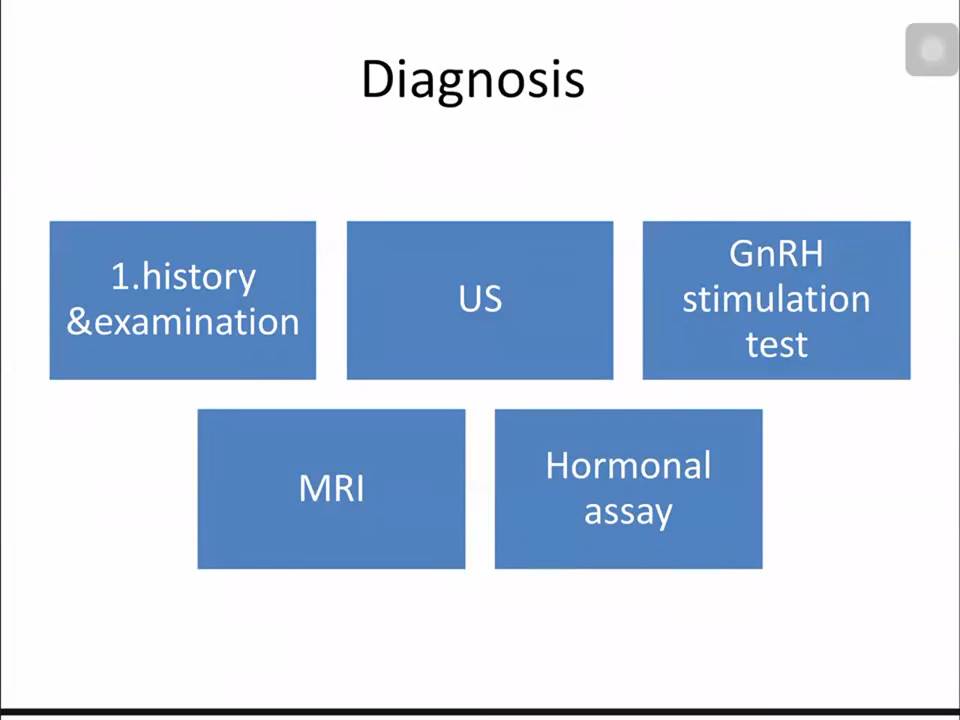 Diagnosis
1.history
&examination
US
GnRH
stimulation
test
MRI
Hormonal
assay